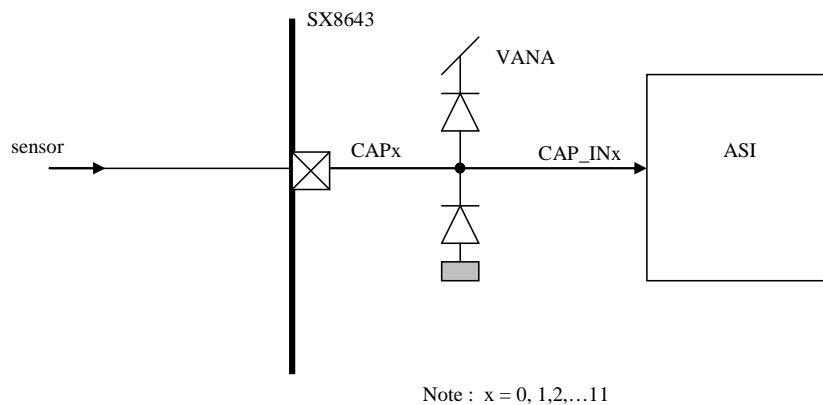 SX8643
VANA
sensor
CAPx
CAP_INx
ASI
Note : x = 0, 1,2,…11